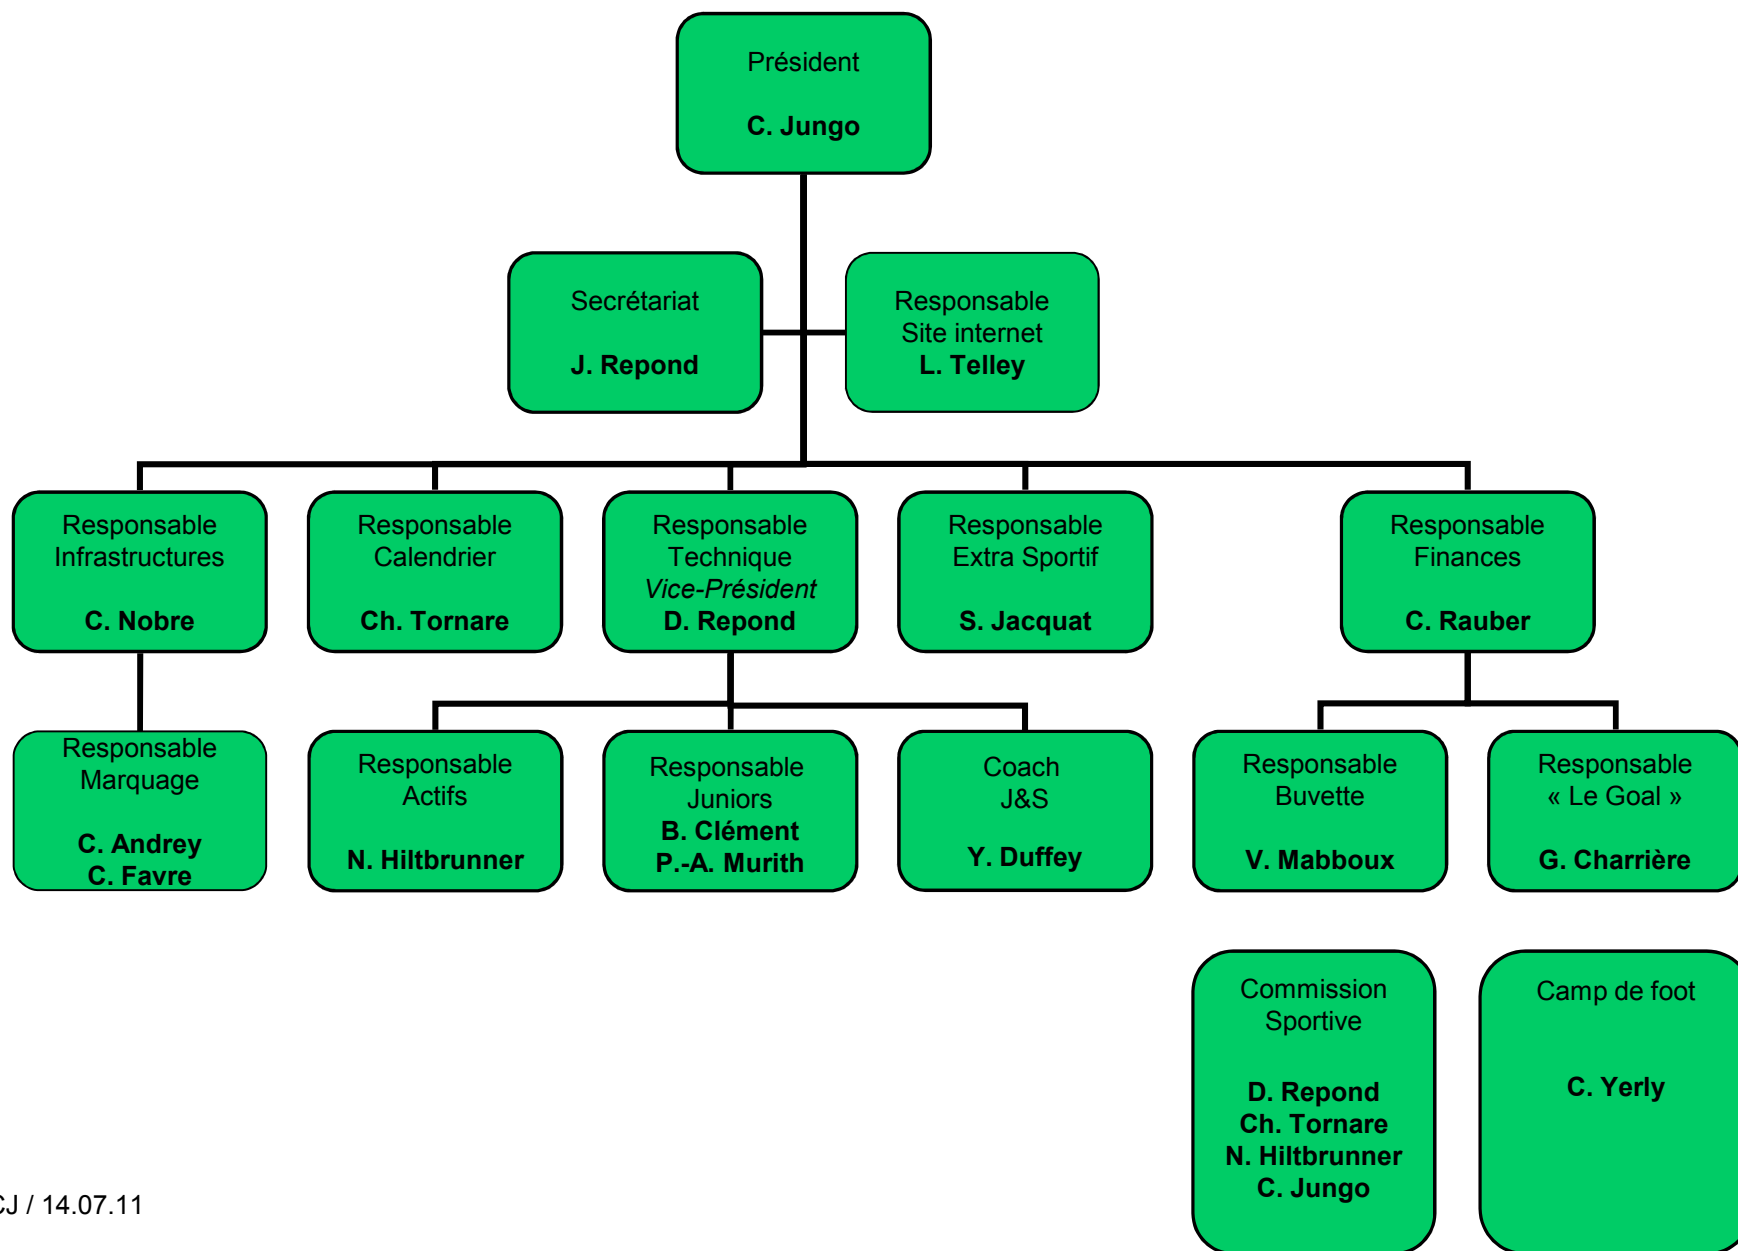 Président
C. Jungo
Secrétariat
J. Repond
Responsable
Site internet
L. Telley
Responsable
Infrastructures
C. Nobre
Responsable
Calendrier
Ch. Tornare
Responsable
Technique
Vice-Président
D. Repond
Responsable
Extra Sportif
S. Jacquat
Responsable
Finances
C. Rauber
Responsable
Marquage
C. Andrey
C. Favre
Responsable
Actifs
N. Hiltbrunner
Responsable
Juniors
B. Clément
P.-A. Murith
Coach
J&S
Y. Duffey
Responsable
Buvette
V. Mabboux
Responsable
« Le Goal »
G. Charrière
Commission
Sportive
D. Repond
Ch. Tornare
N. Hiltbrunner
C. Jungo
Camp de foot
C. Yerly
CJ / 14.07.11